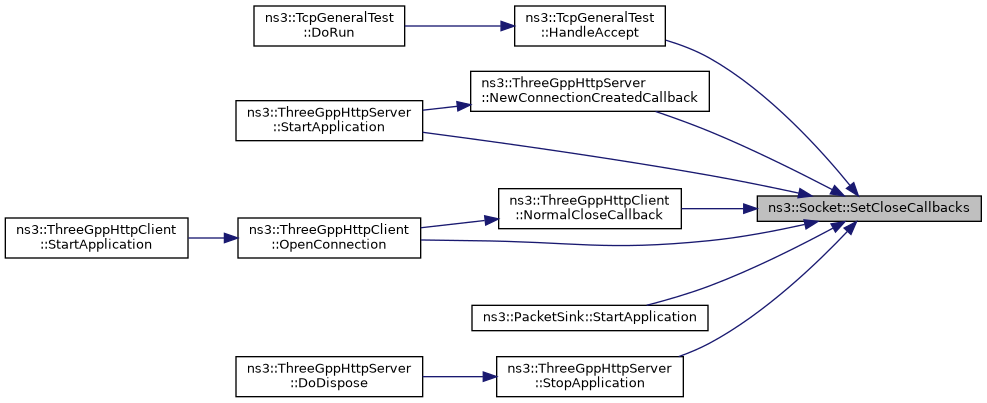 ns3::TcpGeneralTest
::DoRun
ns3::TcpGeneralTest
::HandleAccept
ns3::ThreeGppHttpServer
::NewConnectionCreatedCallback
ns3::ThreeGppHttpServer
::StartApplication
ns3::ThreeGppHttpClient
::NormalCloseCallback
ns3::Socket::SetCloseCallbacks
ns3::ThreeGppHttpClient
::StartApplication
ns3::ThreeGppHttpClient
::OpenConnection
ns3::PacketSink::StartApplication
ns3::ThreeGppHttpServer
::DoDispose
ns3::ThreeGppHttpServer
::StopApplication